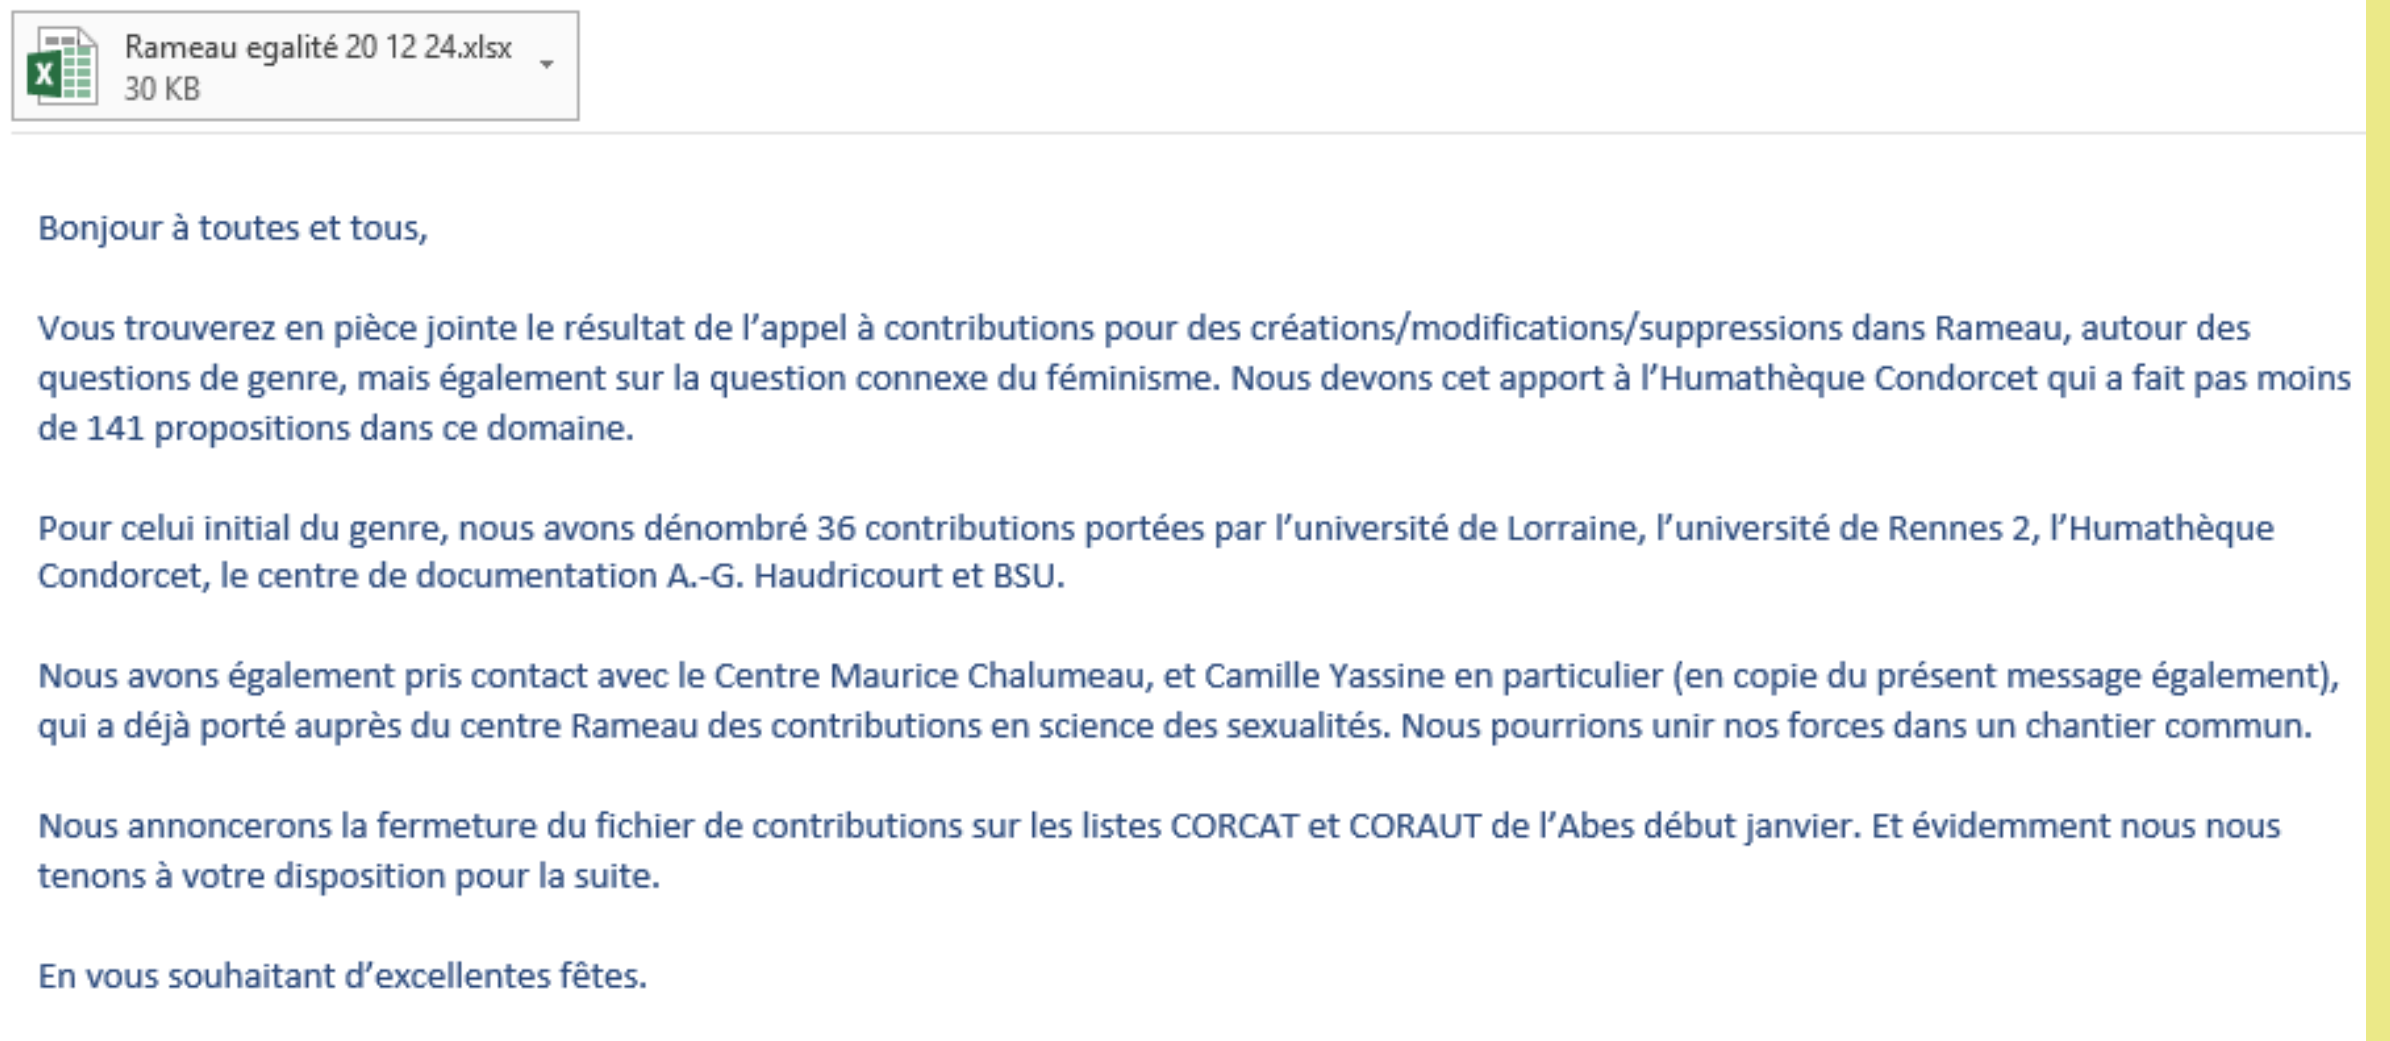 Rameau egalité 20 12 24.xlsx
30 KB
Bonjour à toutes et tous,
Vous trouverez en pièce jointe le résultat de l’appel à contributions pour des créations/modifications/suppressions dans Rameau, autour des
questions de genre, mais également sur la question connexe du féminisme. Nous devons cet apport à l’Humathèque Condorcet qui a fait pas moins
de 141 propositions dans ce domaine.
Pour celui initial du genre, nous avons dénombré 36 contributions portées par l’université de Lorraine, l’université de Rennes 2, l’Humathèque
Condorcet, le centre de documentation A.-G. Haudricourt et BSU.
Nous avons également pris contact avec le Centre Maurice Chalumeau, et Camille Yassine en particulier (en copie du présent message également),
qui a déjà porté auprès du centre Rameau des contributions en science des sexualités. Nous pourrions unir nos forces dans un chantier commun.
Nous annoncerons la fermeture du fichier de contributions sur les listes CORCAT et CORAUT de l’Abes début janvier. Et évidemment nous nous
tenons à votre disposition pour la suite.
En vous souhaitant d’excellentes fêtes.